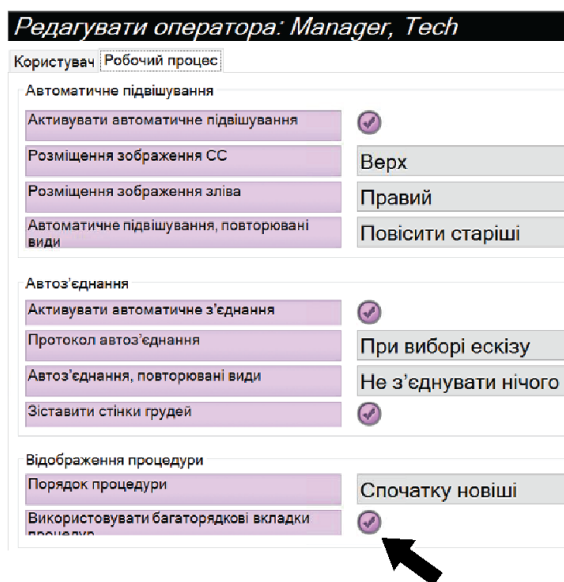 Редагувати оператора: Manager, Tech
Користувач Робочий процес
Автоматичне підвішування
Активувати автоматичне підвішування
Розміщення зображення CC Верх
Розміщення зображення зліва Правий
Автоматичне підвішування, повторювані
види Повісити старіші
Автоз'єднання
Активувати автоматичне з'єднання
Протокол автоз'єднання При виборі ескізу
Автоз'єднання, повторювані види Не з'єднувати нічого
Зіставити стінки грудей
Відображення процедури
Порядок процедури Спочатку новіші
Використовувати багаторядкові вкладки
процедур